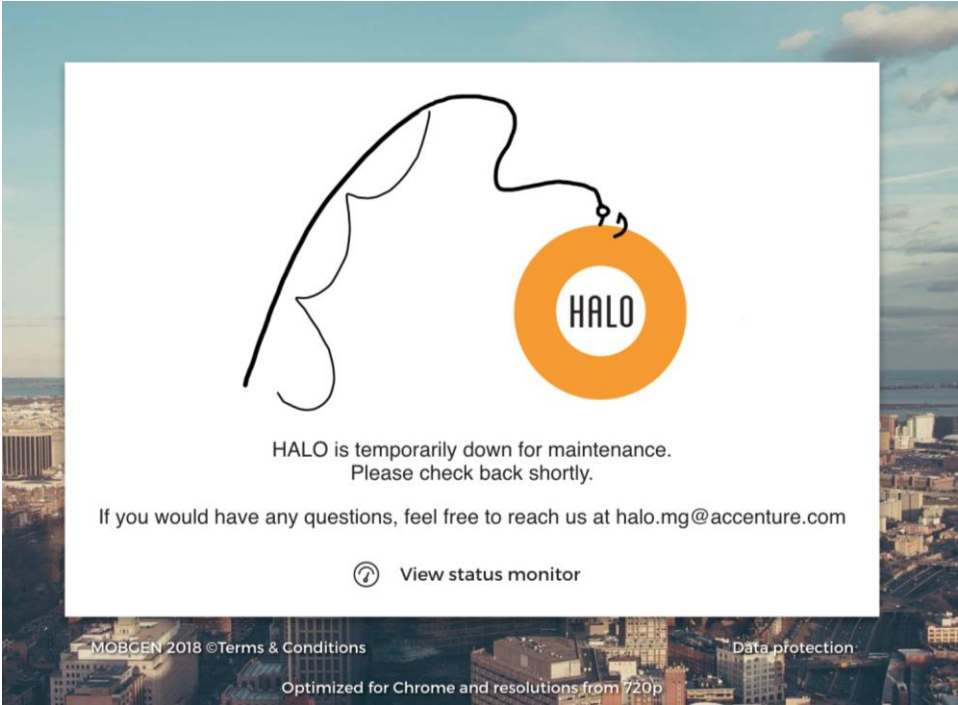 HALO
HALO is temporarily down for maintenance.
Please check back shortly.
If you would have any questions, feel free to reach us at halo.mg@accenture.com
View status monitor
MOBGEN 2018 ©Terms & Conditions
Data protection
Optimized for Chrome and resolutions from 720p